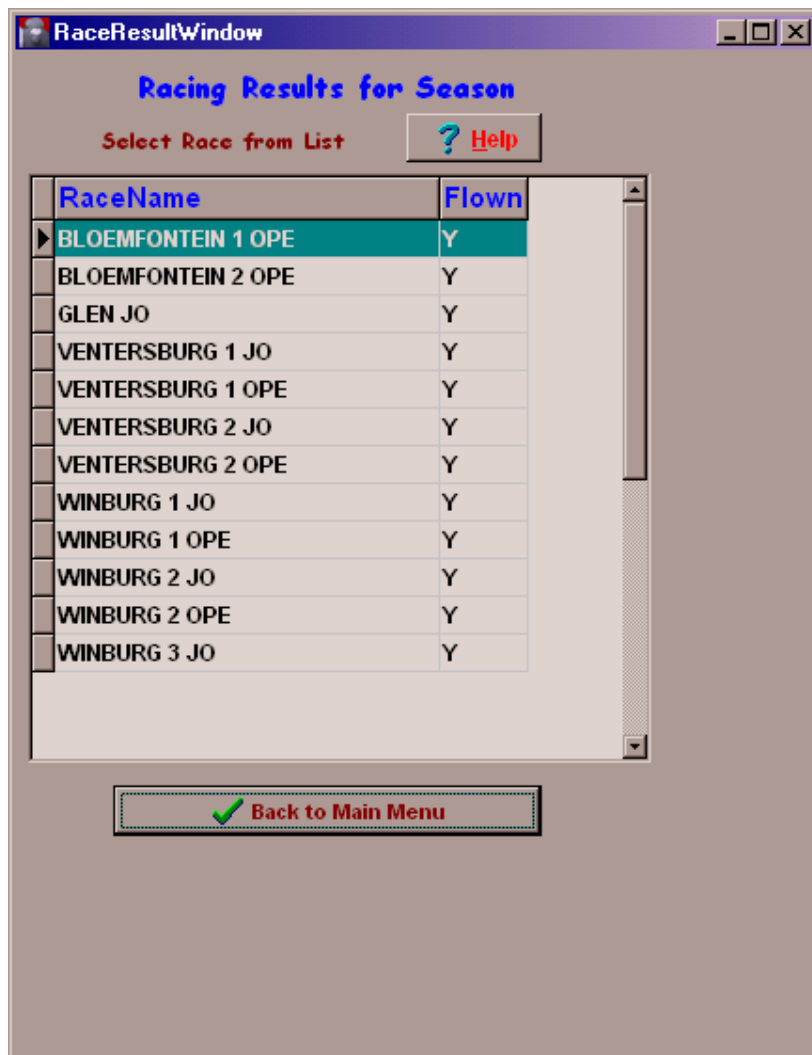 RaceResultWindow
Racing Results for Season
Select Race from List
? Help
RaceName Flown
BLOEMFONTEIN 1 OPE Y
BLOEMFONTEIN 2 OPE Y
GLEN JO Y
VENTERSBURG 1 JO Y
VENTERSBURG 1 OPE Y
VENTERSBURG 2 JO Y
VENTERSBURG 2 OPE Y
WINBURG 1 JO Y
WINBURG 1 OPE Y
WINBURG 2 JO Y
WINBURG 2 OPE Y
WINBURG 3 JO Y
Back to Main Menu